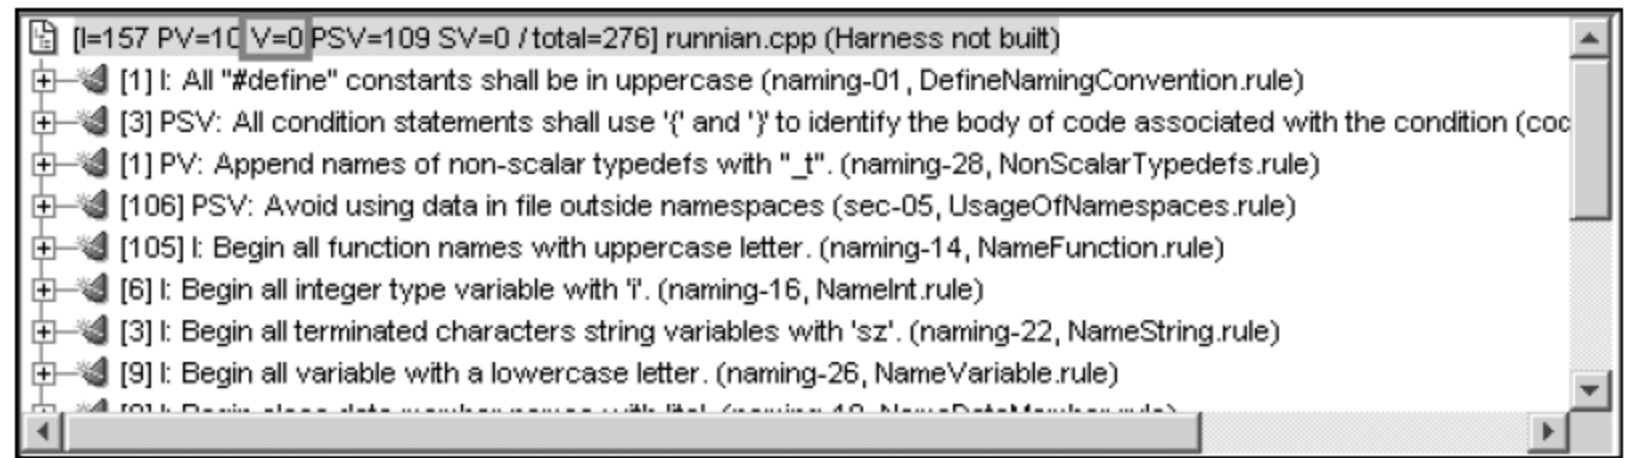 [I=157 PV=10 V=0 PSV=109 SV=0 / total=276] runnian.cpp (Harness not built)
[1] I: All "#define" constants shall be in uppercase (naming-01, DefineNamingConvention.rule)
[3] PSV: All condition statements shall use '{' and '}' to identify the body of code associated with the condition (coc
[1] PV: Append names of non-scalar typedefs with "_t". (naming-28, NonScalarTypedefs.rule)
[106] PSV: Avoid using data in file outside namespaces (sec-05, UsageOfNamespaces.rule)
[105] I: Begin all function names with uppercase letter. (naming-14, NameFunction.rule)
[6] I: Begin all integer type variable with 'i'. (naming-16, NameInt.rule)
[3] I: Begin all terminated characters string variables with 'sz'. (naming-22, NameString.rule)
[9] I: Begin all variable with a lowercase letter. (naming-26, NameVariable.rule)